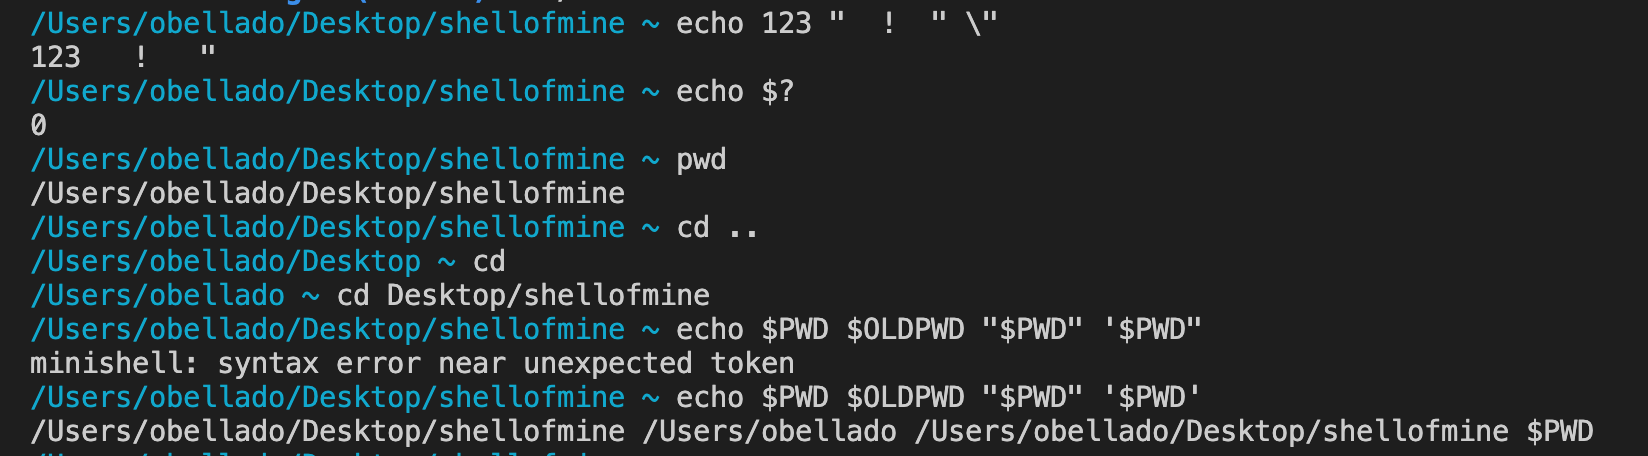 /Users/obellado/Desktop/shellofmine ~ echo 123 "  !  " \"
123   !   "
/Users/obellado/Desktop/shellofmine ~ echo $?
0
/Users/obellado/Desktop/shellofmine ~ pwd
/Users/obellado/Desktop/shellofmine
/Users/obellado/Desktop/shellofmine ~ cd ..
/Users/obellado/Desktop ~ cd
/Users/obellado ~ cd Desktop/shellofmine
/Users/obellado/Desktop/shellofmine ~ echo $PWD $OLDPWD "$PWD" '$PWD"
minishell: syntax error near unexpected token
/Users/obellado/Desktop/shellofmine ~ echo $PWD $OLDPWD "$PWD" '$PWD'
/Users/obellado/Desktop/shellofmine /Users/obellado /Users/obellado/Desktop/shellofmine $PWD